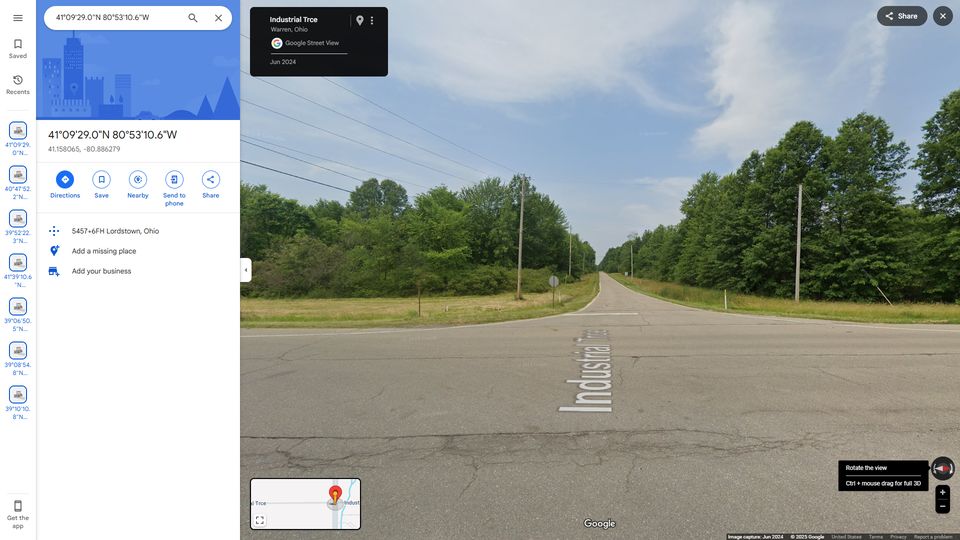 41°09'29.0"N 80°53'10.6"W
Saved
Recents
41°09'29.
0"N...
40°47'52.
2"N...
39°52'22.
3"N...
41°39'10.6
"N...
39°06'50.
5"N...
39°08'54.
8"N...
39°10'10.
8"N...
Get the
app
41°09'29.0"N 80°53'10.6"W
41.158065, -80.886279
Directions
Save
Nearby
Send to
phone
Share
5457+6FH Lordstown, Ohio
Add a missing place
Add your business
Industrial Trce
Warren, Ohio
Google Street View
Jun 2024
Share
Industrial Trce
l Trce
Indust
Rotate the view
Ctrl + mouse drag for full 3D
Google
Image capture: Jun 2024 © 2025 Google United States Terms Privacy Report a problem